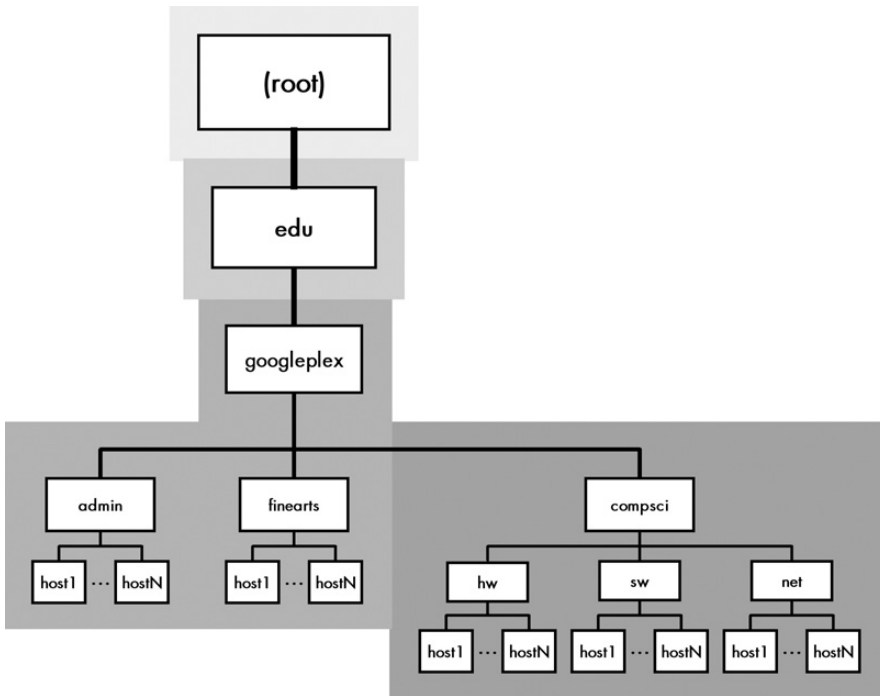 (root)
edu
googleplex
admin finearts compsci
host1 ... hostN host1 ... hostN hw sw net
host1 ... hostN host1 ... hostN host1 ... hostN